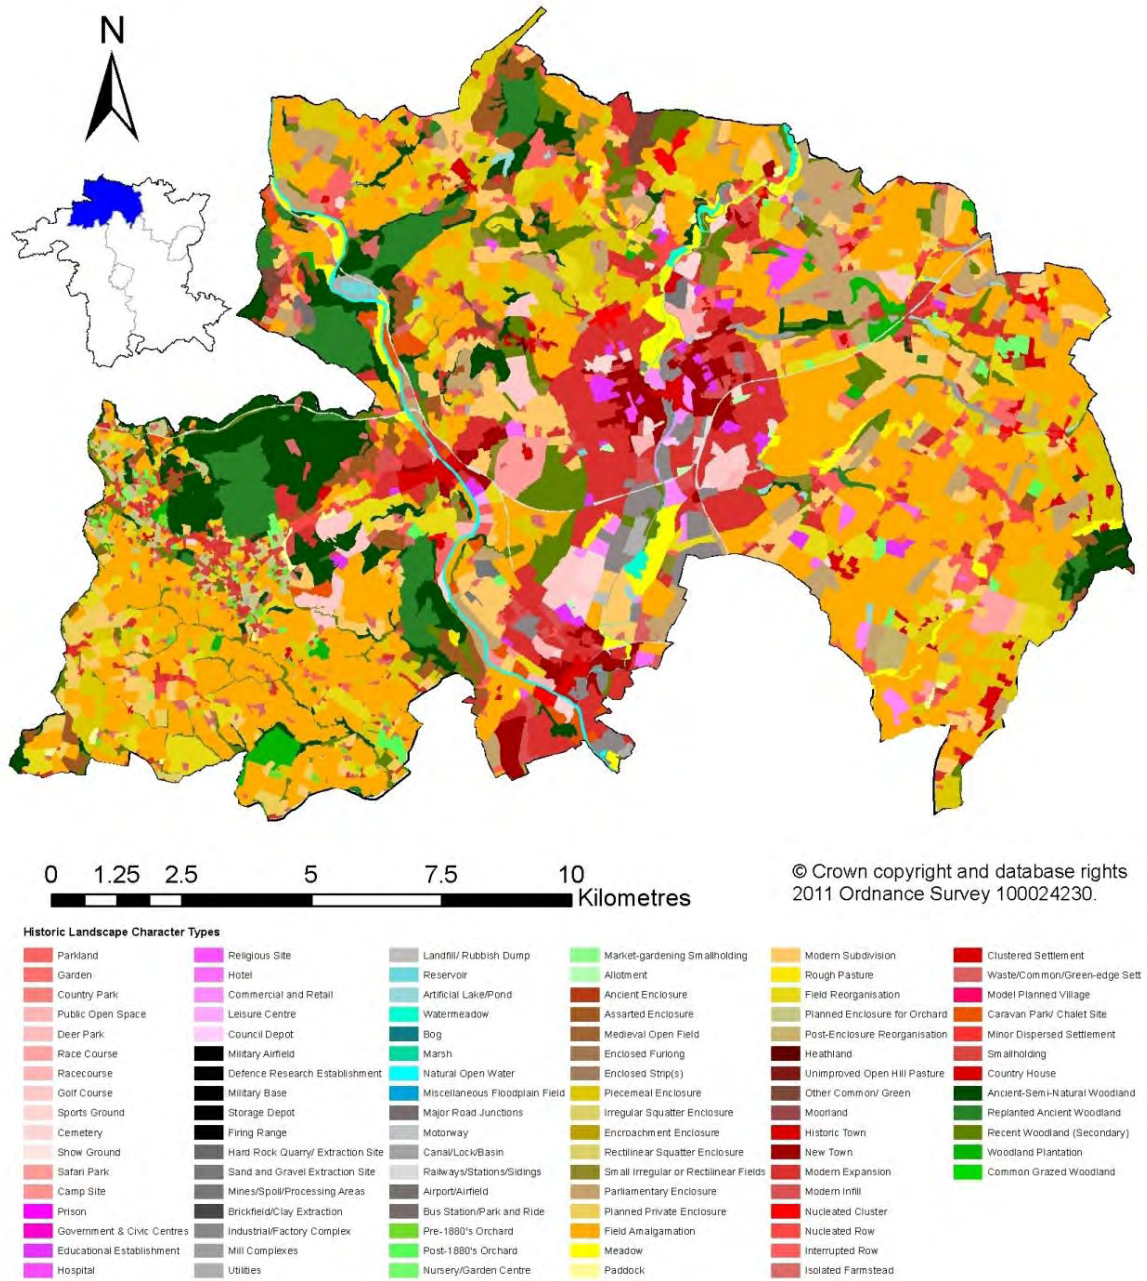 N
0 1.25 2.5 5 7.5 10
Kilometres
© Crown copyright and database rights
2011 Ordnance Survey 100024230.
Historic Landscape Character Types
Parkland
Garden
Country Park
Public Open Space
Deer Park
Race Course
Racecourse
Golf Course
Sports Ground
Cemetery
Show Ground
Safari Park
Camp Site
Prison
Government & Civic Centres
Educational Establishment
Hospital
Religious Site
Hotel
Commercial and Retail
Leisure Centre
Council Depot
Military Airfield
Defence Research Establishment
Military Base
Storage Depot
Firing Range
Hard Rock Quarry/ Extraction Site
Sand and Gravel Extraction Site
Mines/Spoil/Processing Areas
Brickfield/Clay Extraction
Industrial/Factory Complex
Mill Complexes
Utilities
Landfill/ Rubbish Dump
Reservoir
Artificial Lake/Pond
Watermeadow
Bog
Marsh
Natural Open Water
Miscellaneous Floodplain Field
Major Road Junctions
Motorway
Canal/Lock/Basin
Railways/Stations/Sidings
Airport/Airfield
Bus Station/Park and Ride
Pre-1880's Orchard
Post-1880's Orchard
Nursery/Garden Centre
Market-gardening Smallholding
Allotment
Ancient Enclosure
Assarted Enclosure
Medieval Open Field
Enclosed Furlong
Enclosed Strip(s)
Piecemeal Enclosure
Irregular Squatter Enclosure
Encroachment Enclosure
Rectilinear Squatter Enclosure
Small Irregular or Rectilinear Fields
Parliamentary Enclosure
Planned Private Enclosure
Field Amalgamation
Meadow
Paddock
Modern Subdivision
Rough Pasture
Field Reorganisation
Planned Enclosure for Orchard
Post-Enclosure Reorganisation
Heathland
Unimproved Open Hill Pasture
Other Common/ Green
Moorland
Historic Town
New Town
Modern Expansion
Modern Infill
Nucleated Cluster
Nucleated Row
Interrupted Row
Isolated Farmstead
Clustered Settlement
Waste/Common/Green-edge Sett
Model Planned Village
Caravan Park/ Chalet Site
Minor Dispersed Settlement
Smallholding
Country House
Ancient-Semi-Natural Woodland
Replanted Ancient Woodland
Recent Woodland (Secondary)
Woodland Plantation
Common Grazed Woodland